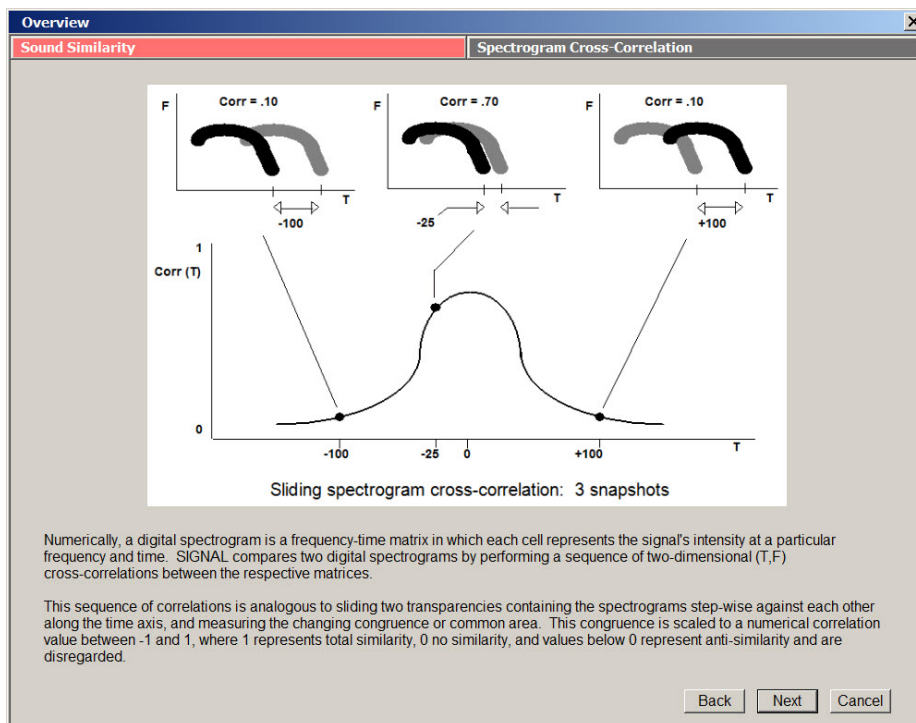 Overview
Sound Similarity
Spectrogram Cross-Correlation
F Corr = .10 F Corr = .70 F Corr = .10
T T T
-100 -25 +100
1
Corr (T)
0
-100 -25 0 +100 T
Sliding spectrogram cross-correlation: 3 snapshots
Numerically, a digital spectrogram is a frequency-time matrix in which each cell represents the signal's intensity at a particular
frequency and time. SIGNAL compares two digital spectrograms by performing a sequence of two-dimensional (T,F)
cross-correlations between the respective matrices.
This sequence of correlations is analogous to sliding two transparencies containing the spectrograms step-wise against each other
along the time axis, and measuring the changing congruence or common area. This congruence is scaled to a numerical correlation
value between -1 and 1, where 1 represents total similarity, 0 no similarity, and values below 0 represent anti-similarity and are
disregarded.
Back Next Cancel